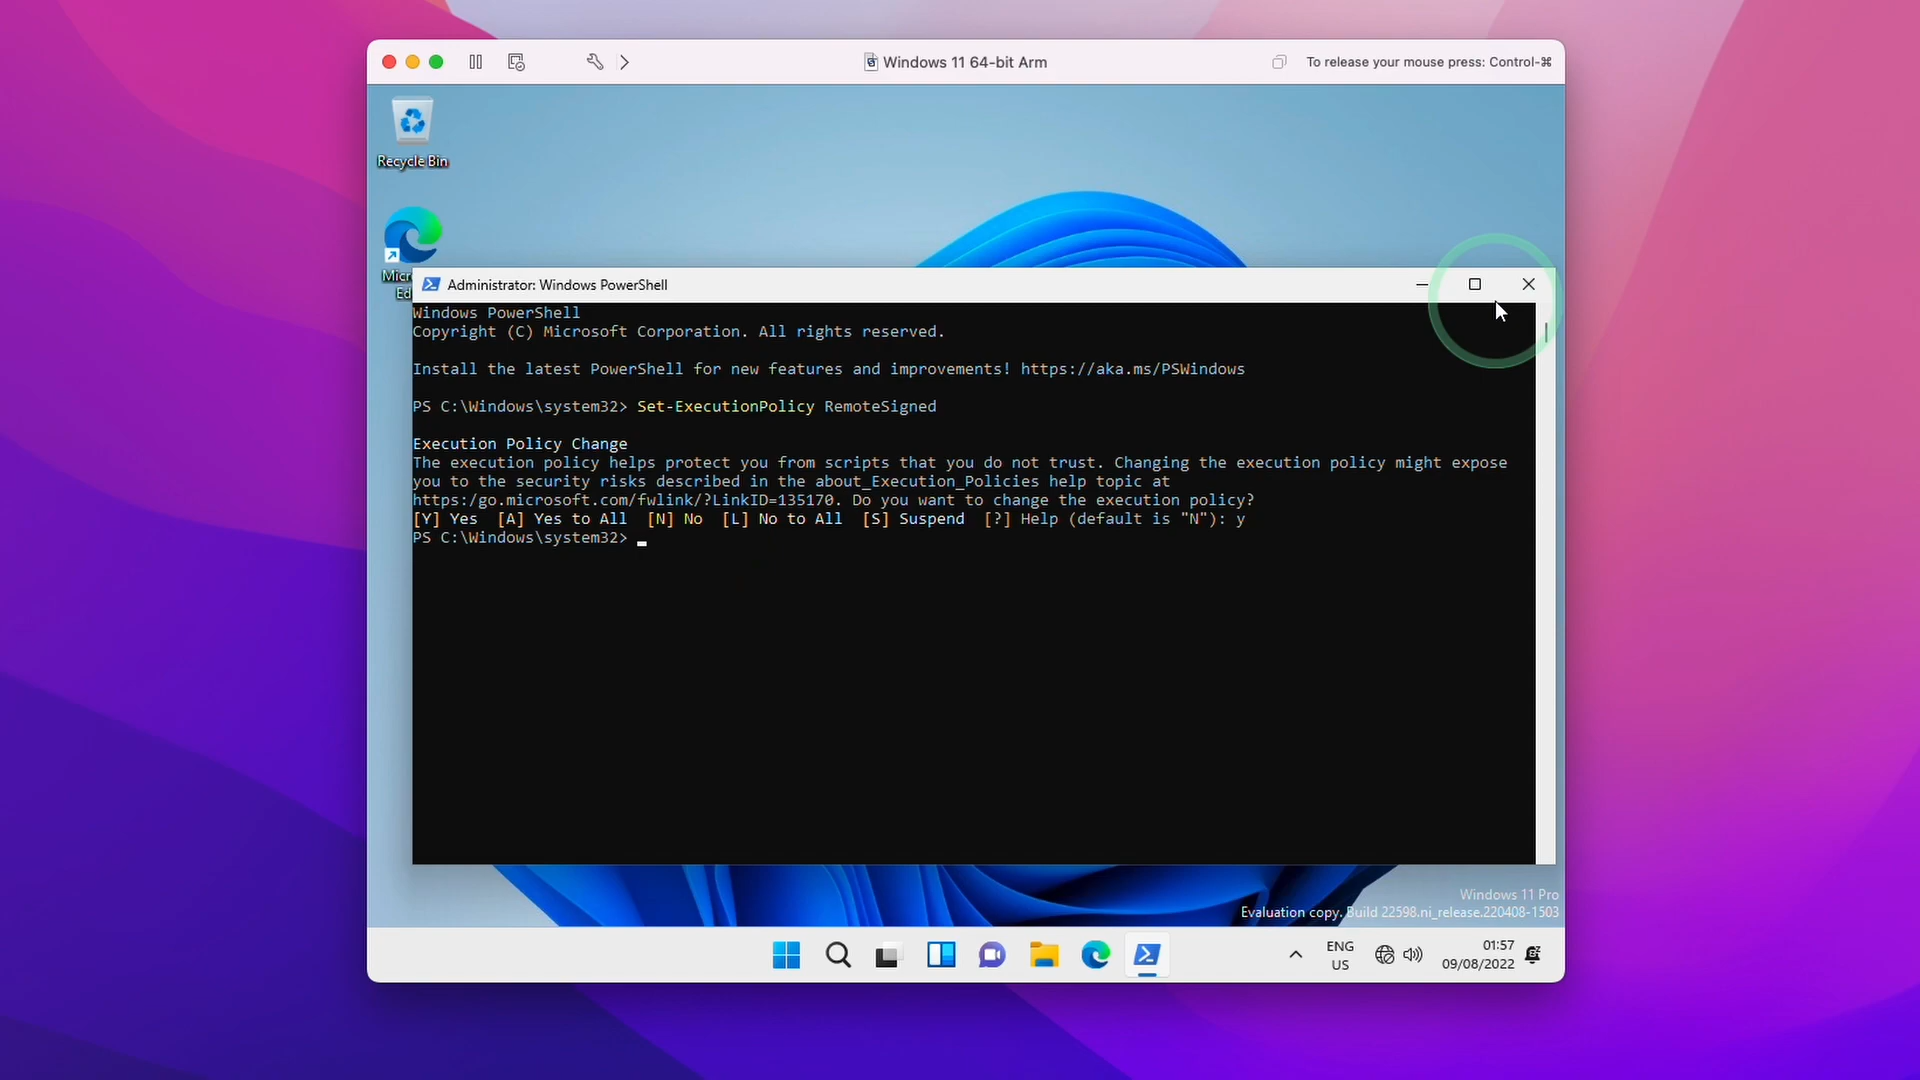 Windows 11 64-bit Arm
To release your mouse press: Control-⌘
Recycle Bin
Micr
Ed
Administrator: Windows PowerShell
Windows PowerShell
Copyright (C) Microsoft Corporation. All rights reserved.
Install the latest PowerShell for new features and improvements! https://aka.ms/PSWindows
PS C:\Windows\system32> Set-ExecutionPolicy RemoteSigned
Execution Policy Change
The execution policy helps protect you from scripts that you do not trust. Changing the execution policy might expose
you to the security risks described in the about_Execution_Policies help topic at
https:/go.microsoft.com/fwlink/?LinkID=135170. Do you want to change the execution policy?
[Y] Yes  [A] Yes to All  [N] No  [L] No to All  [S] Suspend  [?] Help (default is "N"): y
PS C:\Windows\system32>
Windows 11 Pro
Evaluation copy. Build 22598.ni_release.220408-1503
ENG
US
01:57
09/08/2022